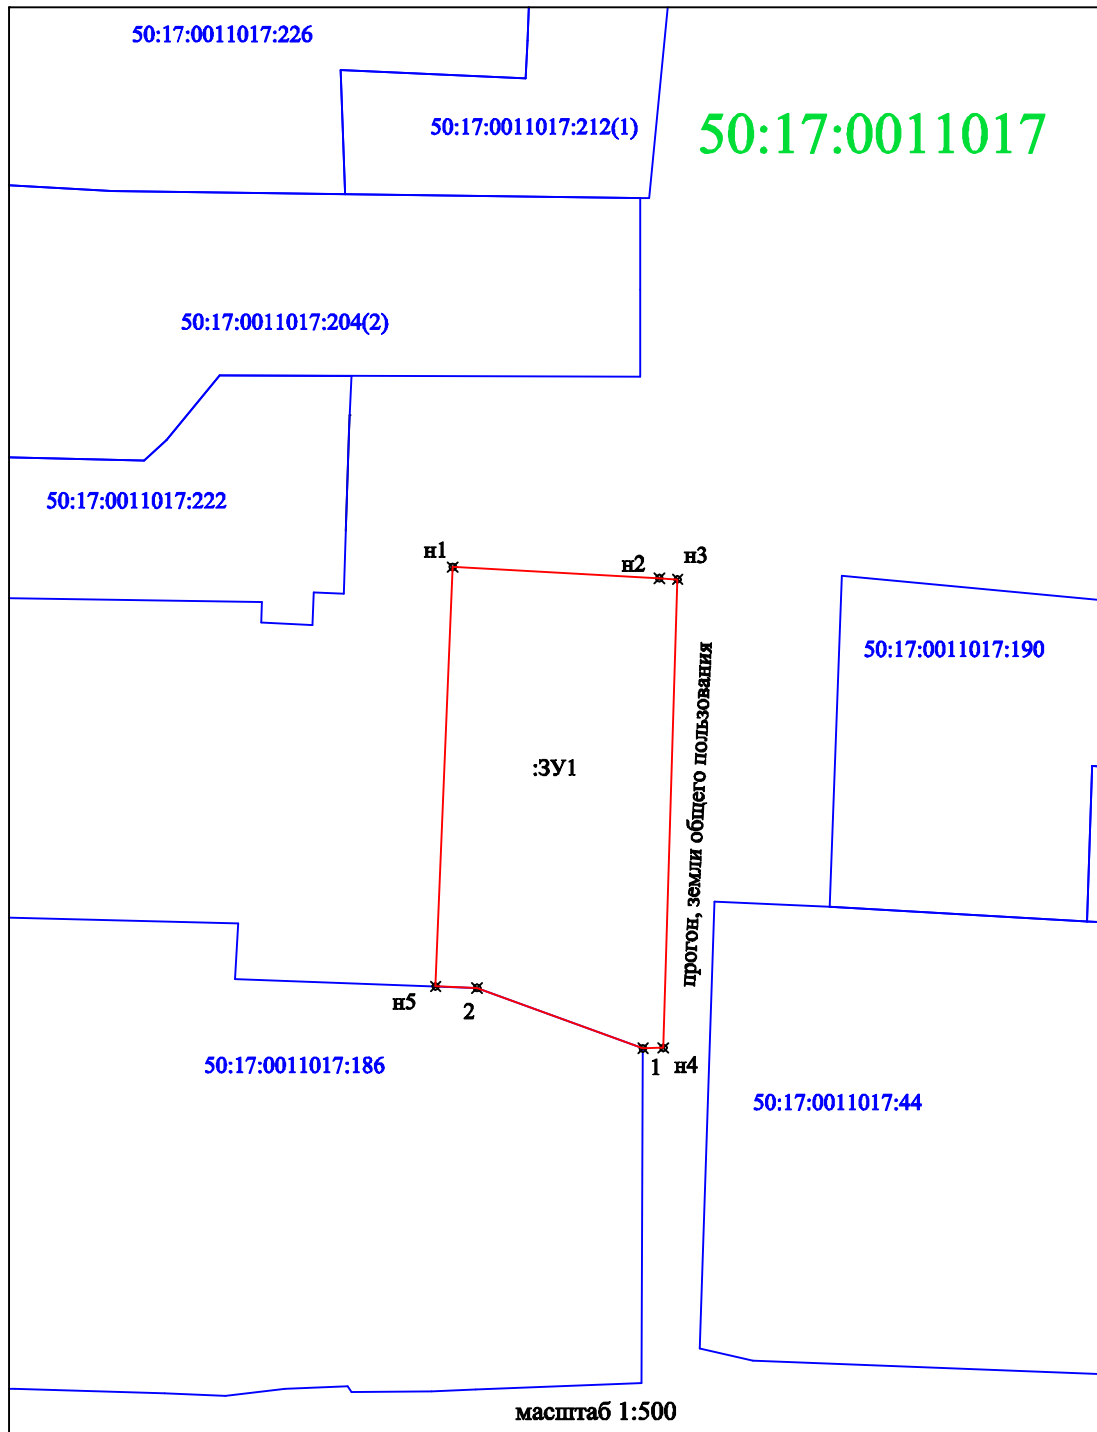 50:17:0011017:226
50:17:0011017:212(1)
50:17:0011017
50:17:0011017:204(2)
50:17:0011017:222
н1
н2
н3
50:17:0011017:190
прогон, земли общего пользования
:ЗУ1
н5
2
1
н4
50:17:0011017:186
50:17:0011017:44
масштаб 1:500